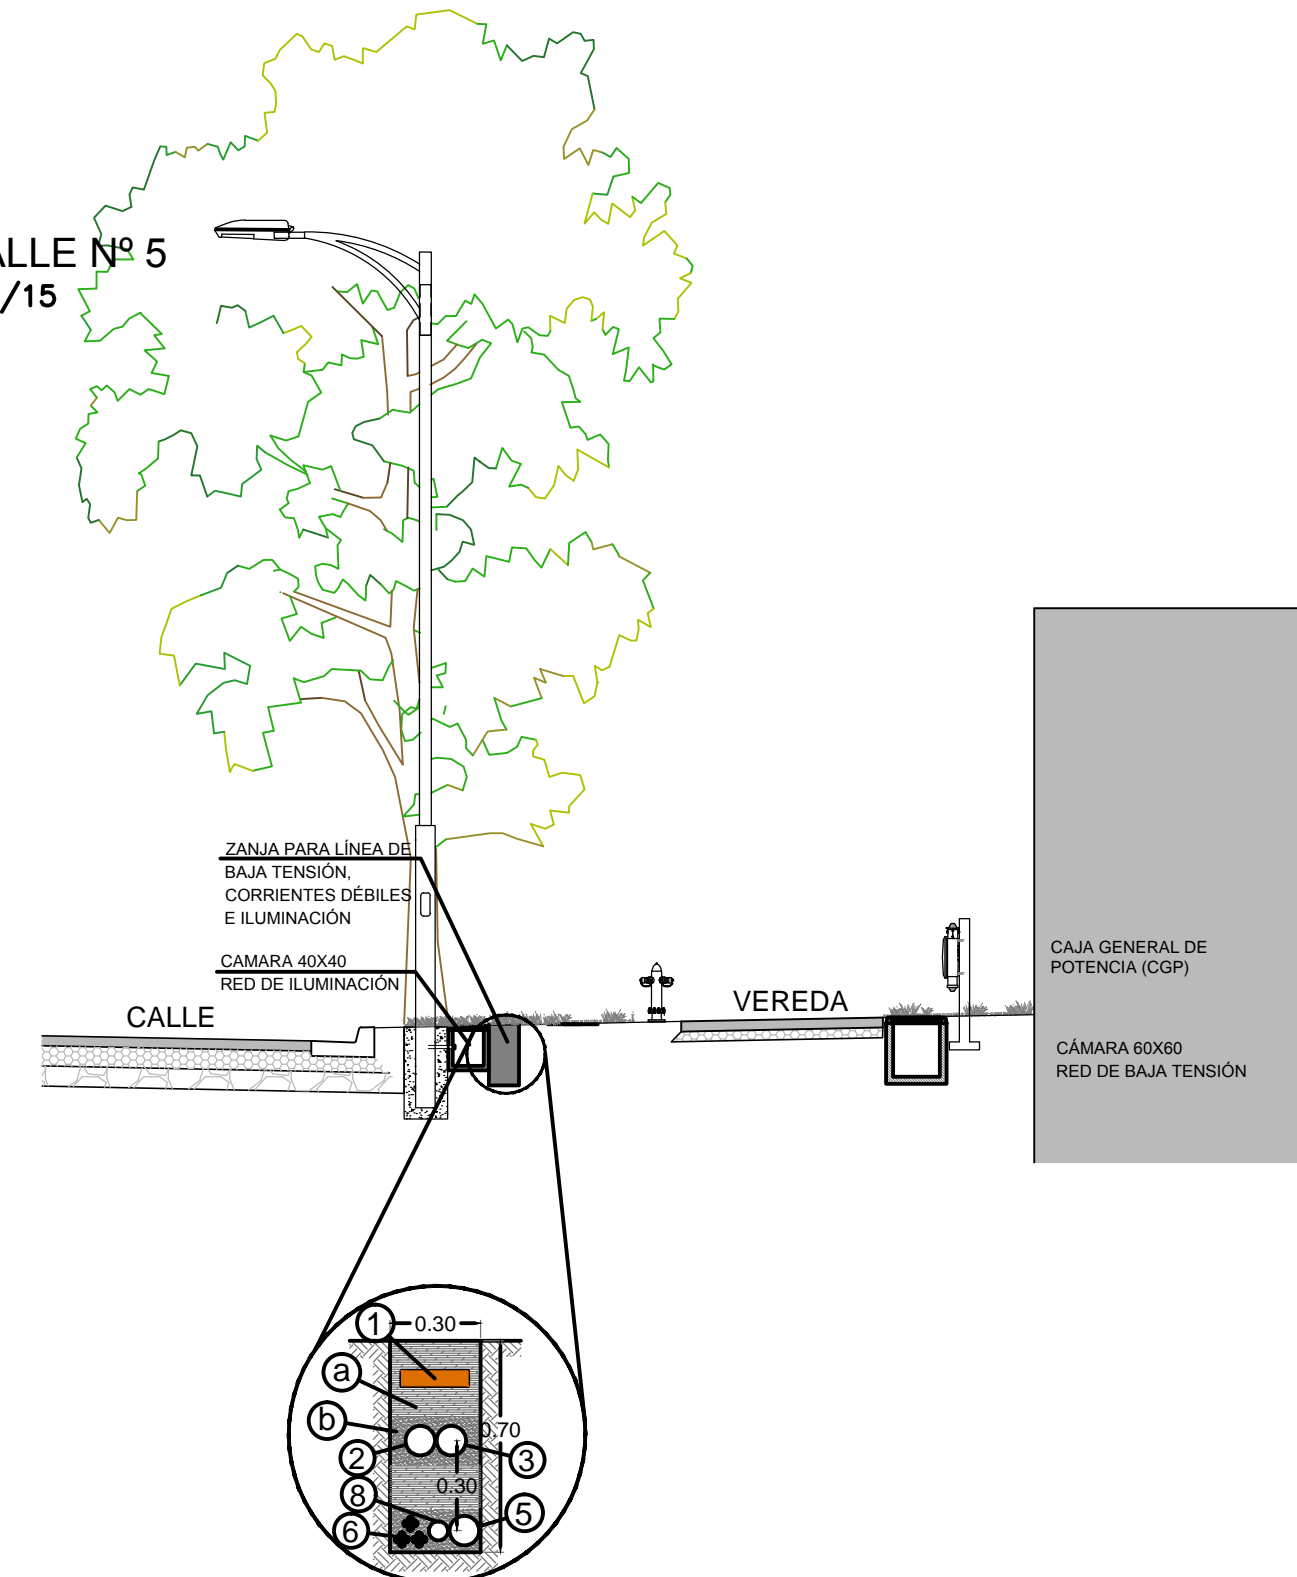 ALLE Nº 5
/15
ZANJA PARA LÍNEA DE
BAJA TENSIÓN,
CORRIENTES DÉBILES
E ILUMINACIÓN
CAMARA 40X40
RED DE ILUMINACIÓN
CALLE
VEREDA
CAJA GENERAL DE
POTENCIA (CGP)
CÁMARA 60X60
RED DE BAJA TENSIÓN
1
0.30
a
b
0.70
2
3
0.30
8
5
6